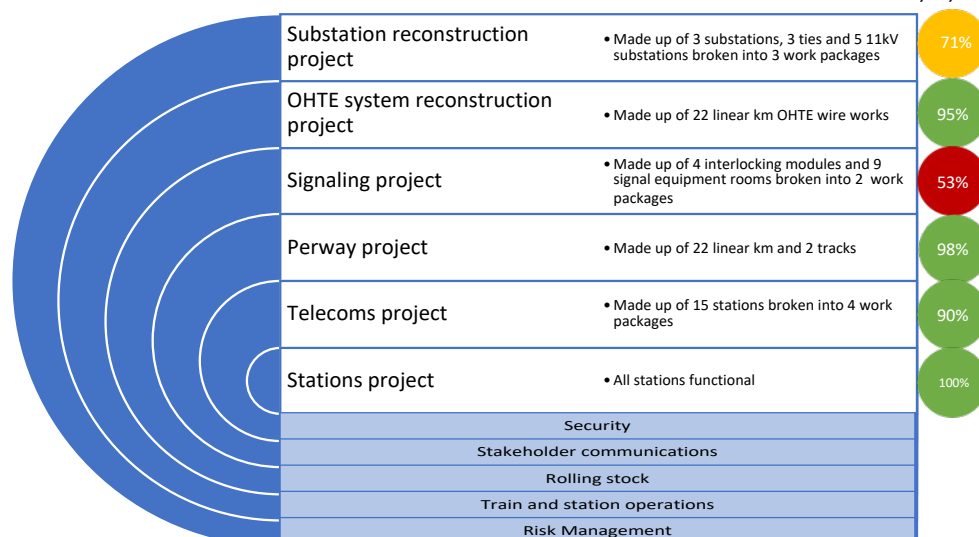 Substation reconstruction
project
• Made up of 3 substations, 3 ties and 5 11kV
substations broken into 3 work packages
71%
OHTE system reconstruction
project
• Made up of 22 linear km OHTE wire works
95%
Signaling project
• Made up of 4 interlocking modules and 9
signal equipment rooms broken into 2 work
packages
53%
Perway project
• Made up of 22 linear km and 2 tracks
98%
Telecoms project
• Made up of 15 stations broken into 4 work
packages
90%
Stations project
• All stations functional
100%
Security
Stakeholder communications
Rolling stock
Train and station operations
Risk Management